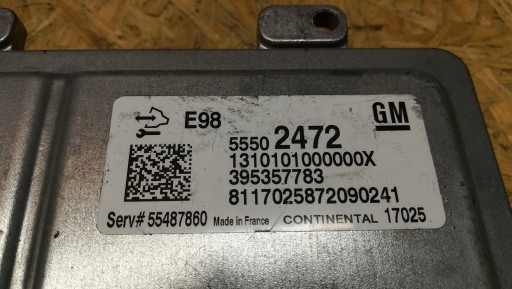 E98
GM
5550 2472
1310101000000X
395357783
8117025872090241
Serv# 55487860 Made in France CONTINENTAL 17025